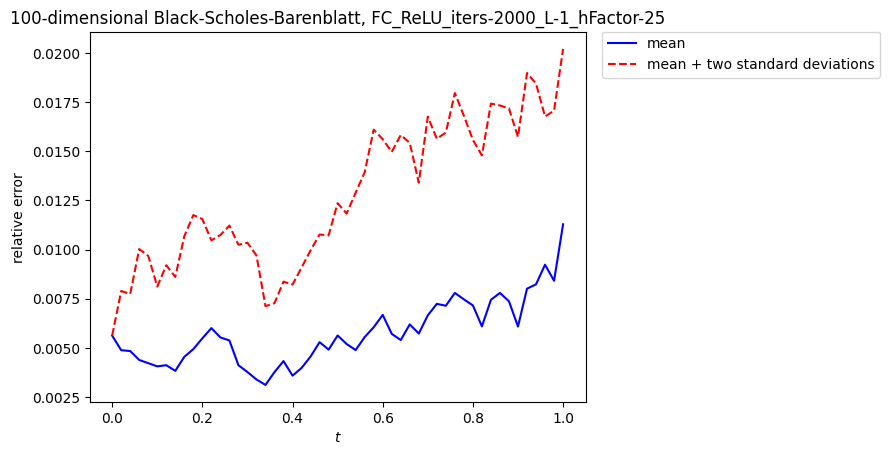 100-dimensional Black-Scholes-Barenblatt, FC_ReLU_iters-2000_L-1_hFactor-25
mean
mean + two standard deviations
relative error
0.0200
0.0175
0.0150
0.0125
0.0100
0.0075
0.0050
0.0025
0.0 0.2 0.4 0.6 0.8 1.0
t